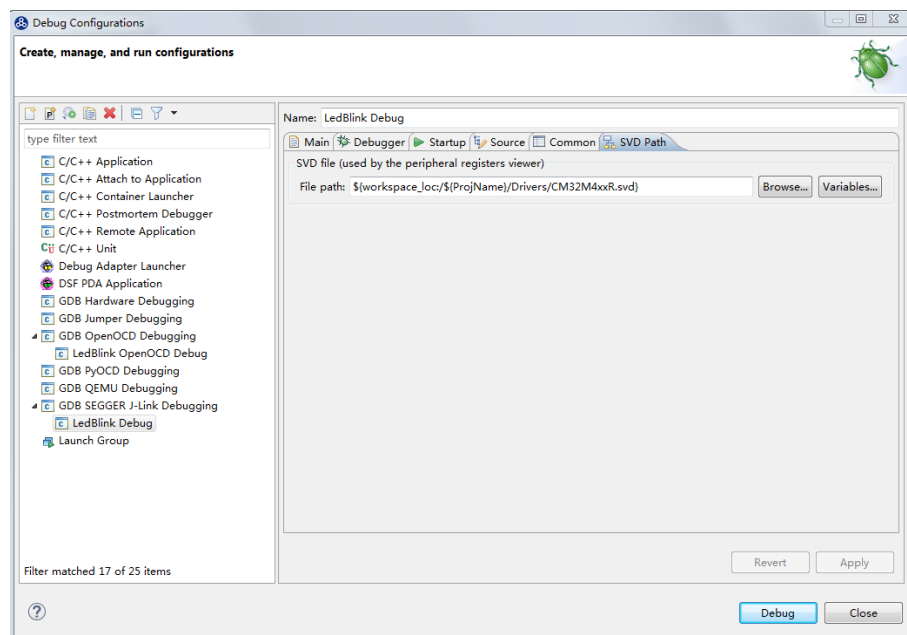 Debug Configurations
Create, manage, and run configurations
type filter text
C/C++ Application
C/C++ Attach to Application
C/C++ Container Launcher
C/C++ Postmortem Debugger
C/C++ Remote Application
C/C++ Unit
Debug Adapter Launcher
DSF PDA Application
GDB Hardware Debugging
GDB Jumper Debugging
GDB OpenOCD Debugging
LedBlink OpenOCD Debug
GDB PyOCD Debugging
GDB QEMU Debugging
GDB SEGGER J-Link Debugging
LedBlink Debug
Launch Group
Filter matched 17 of 25 items
Name: LedBlink Debug
Main Debugger Startup Source Common SVD Path
SVD file (used by the peripheral registers viewer)
File path: ${workspace_loc:/${ProjName}/Drivers/CM32M4xxR.svd} Browse... Variables...
Revert Apply
Debug Close